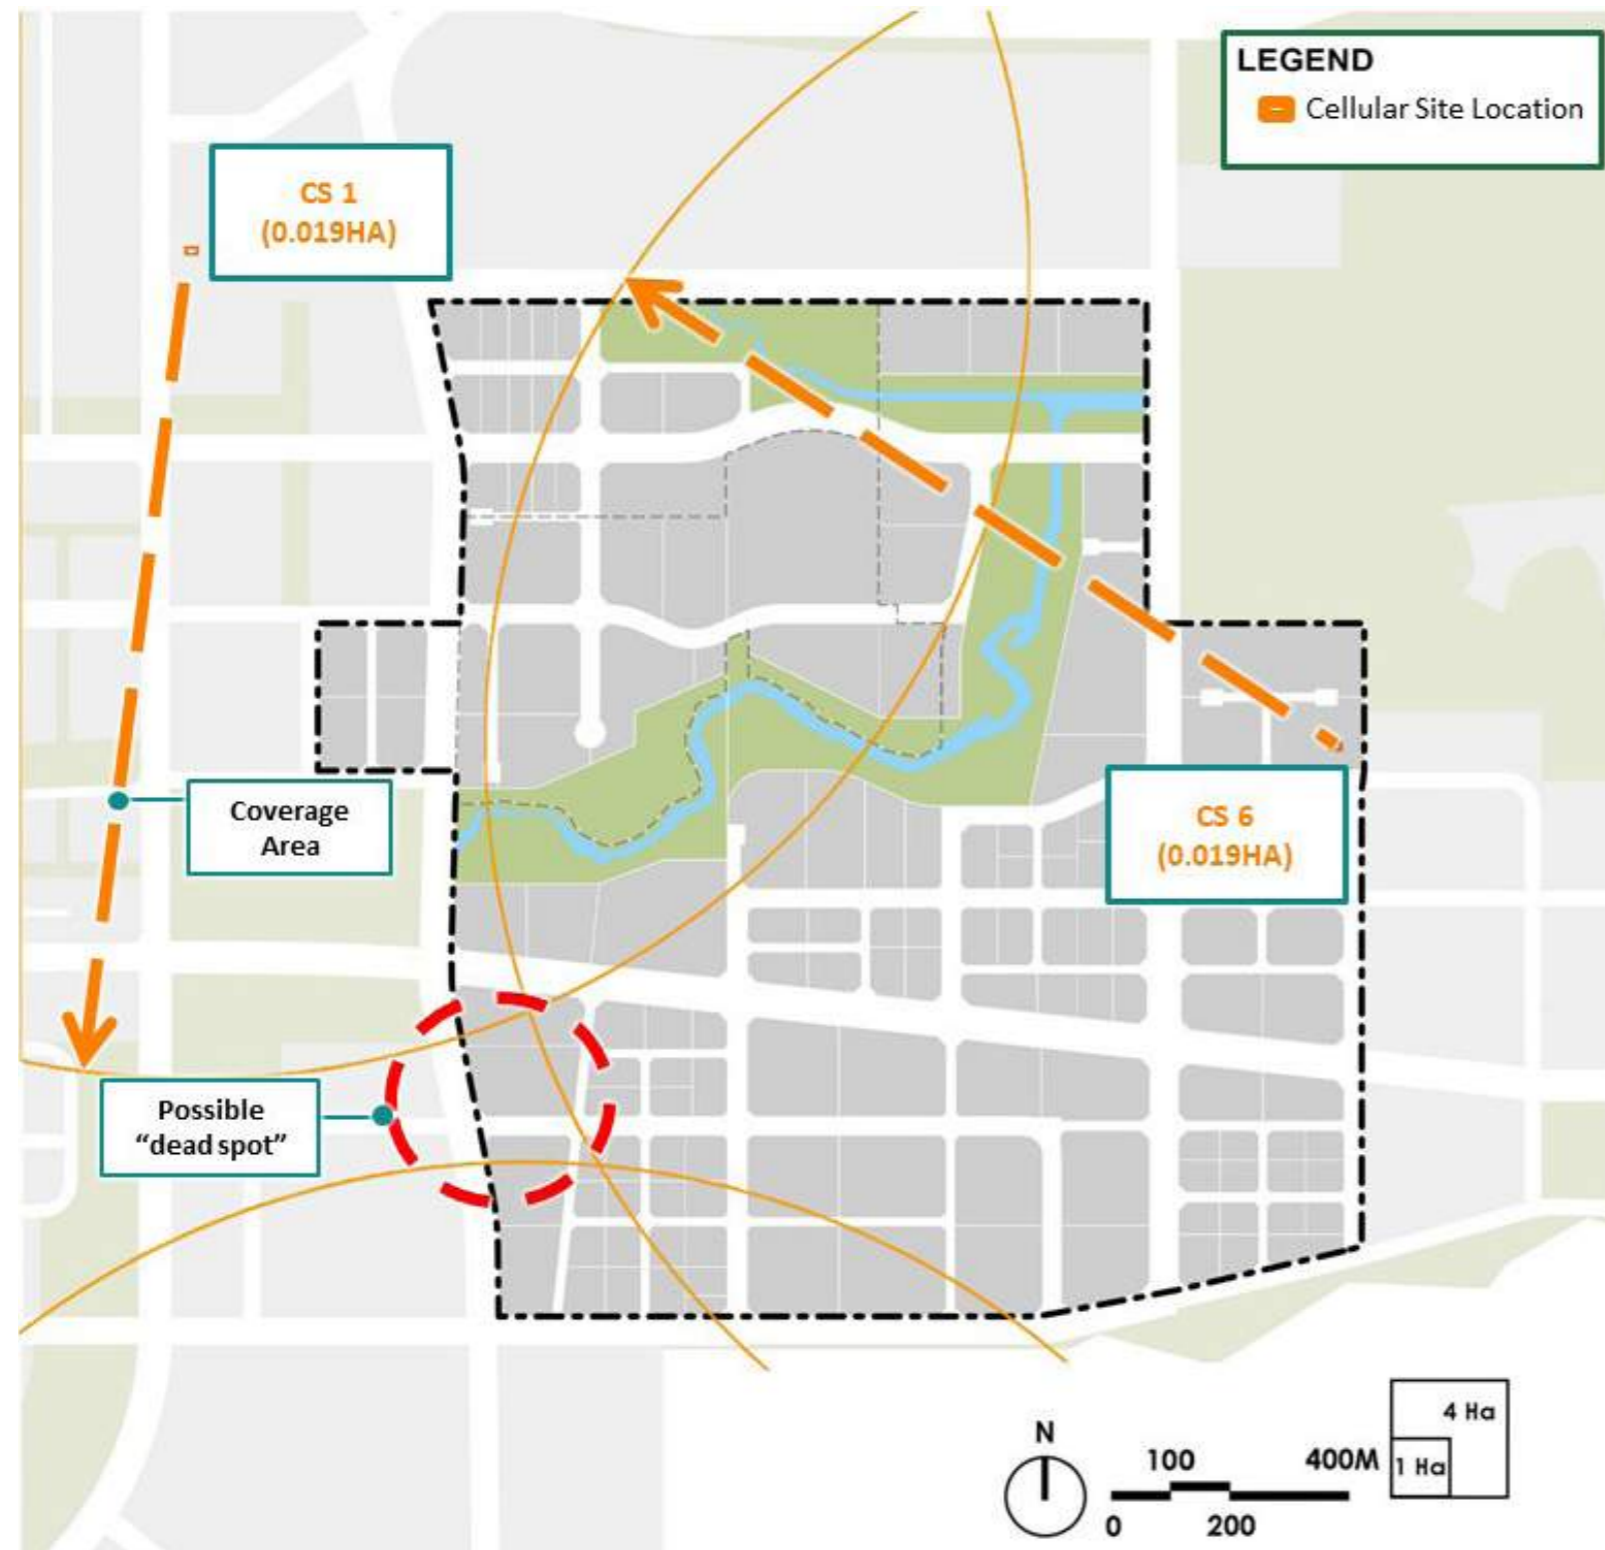 LEGEND
Cellular Site Location
CS 1
(0.019HA)
Coverage
Area
CS 6
(0.019HA)
Possible
“dead spot”
N
100
400M
0
200
4 Ha
1 Ha